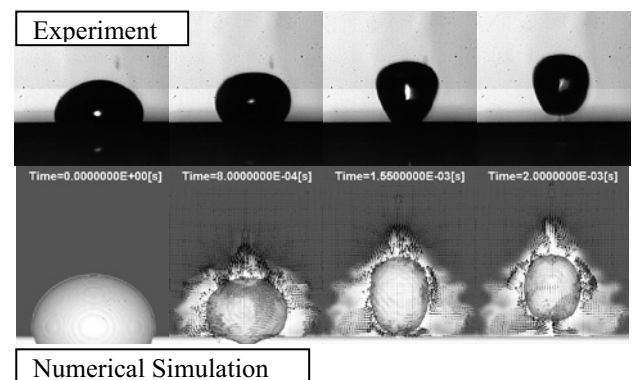 Experiment
Time=0.0000000E+00[s]
Time=8.0000000E-04[s]
Time=1.5500000E-03[s]
Time=2.0000000E-03[s]
Numerical Simulation